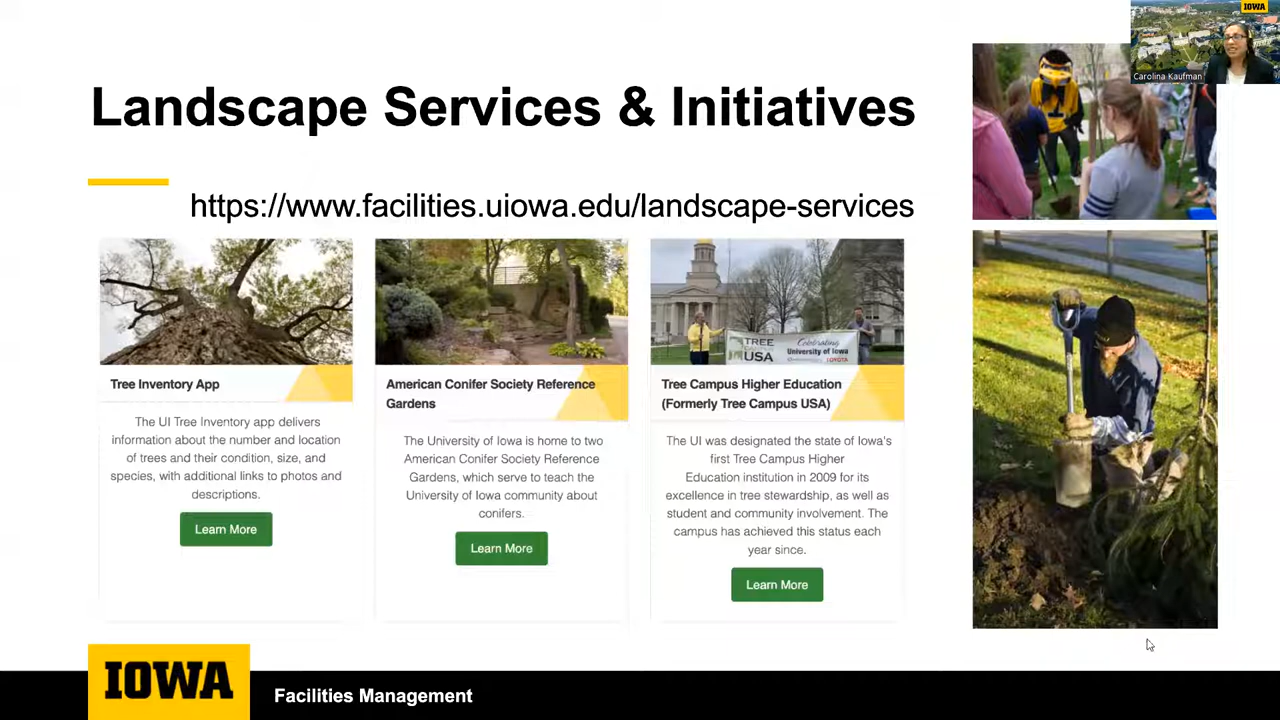 IOWA
Carolina Kaufman
Landscape Services & Initiatives
https://www.facilities.uiowa.edu/landscape-services
TREE
USA
Celebrating
University of Iowa
TOYOTA
Tree Inventory App
The UI Tree Inventory app delivers
information about the number and location
of trees and their condition, size, and
species, with additional links to photos and
descriptions.
Learn More
American Conifer Society Reference
Gardens
The University of Iowa is home to two
American Conifer Society Reference
Gardens, which serve to teach the
University of Iowa community about
conifers.
Learn More
Tree Campus Higher Education
(Formerly Tree Campus USA)
The UI was designated the state of Iowa's
first Tree Campus Higher
Education institution in 2009 for its
excellence in tree stewardship, as well as
student and community involvement. The
campus has achieved this status each
year since.
Learn More
IOWA
Facilities Management